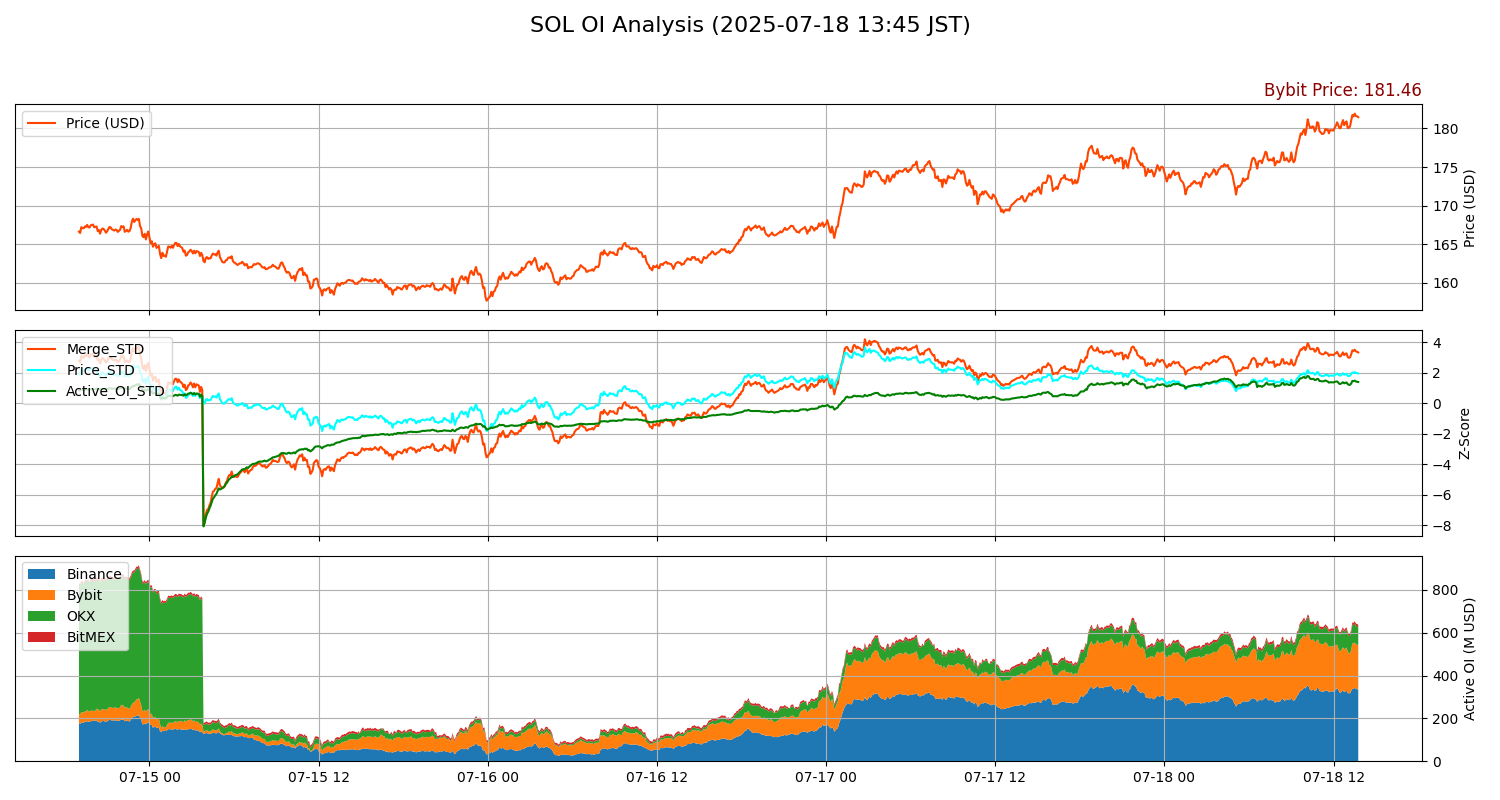 SOL OI Analysis (2025-07-18 13:45 JST)
Bybit Price: 181.46
Price (USD)
180
175
170
165
160
Price (USD)
Merge_STD
Price_STD
Active_OI_STD
4
2
0
−2
−4
−6
−8
Z-Score
Binance
Bybit
OKX
BitMEX
800
600
400
200
0
Active OI (M USD)
07-15 00
07-15 12
07-16 00
07-16 12
07-17 00
07-17 12
07-18 00
07-18 12